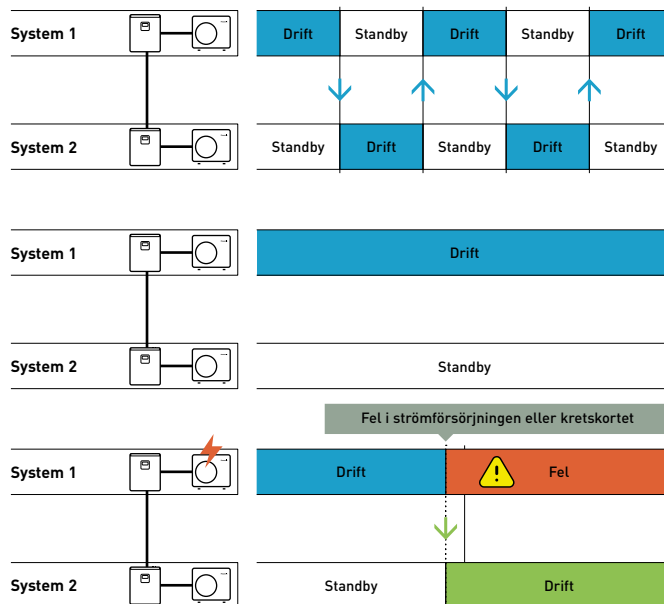 System 1
Drift Standby Drift Standby Drift
System 2
Standby Drift Standby Drift Standby
System 1
Drift
System 2
Standby
Fel i strömförsörjningen eller kretskortet
System 1
Drift Fel
System 2
Standby Drift